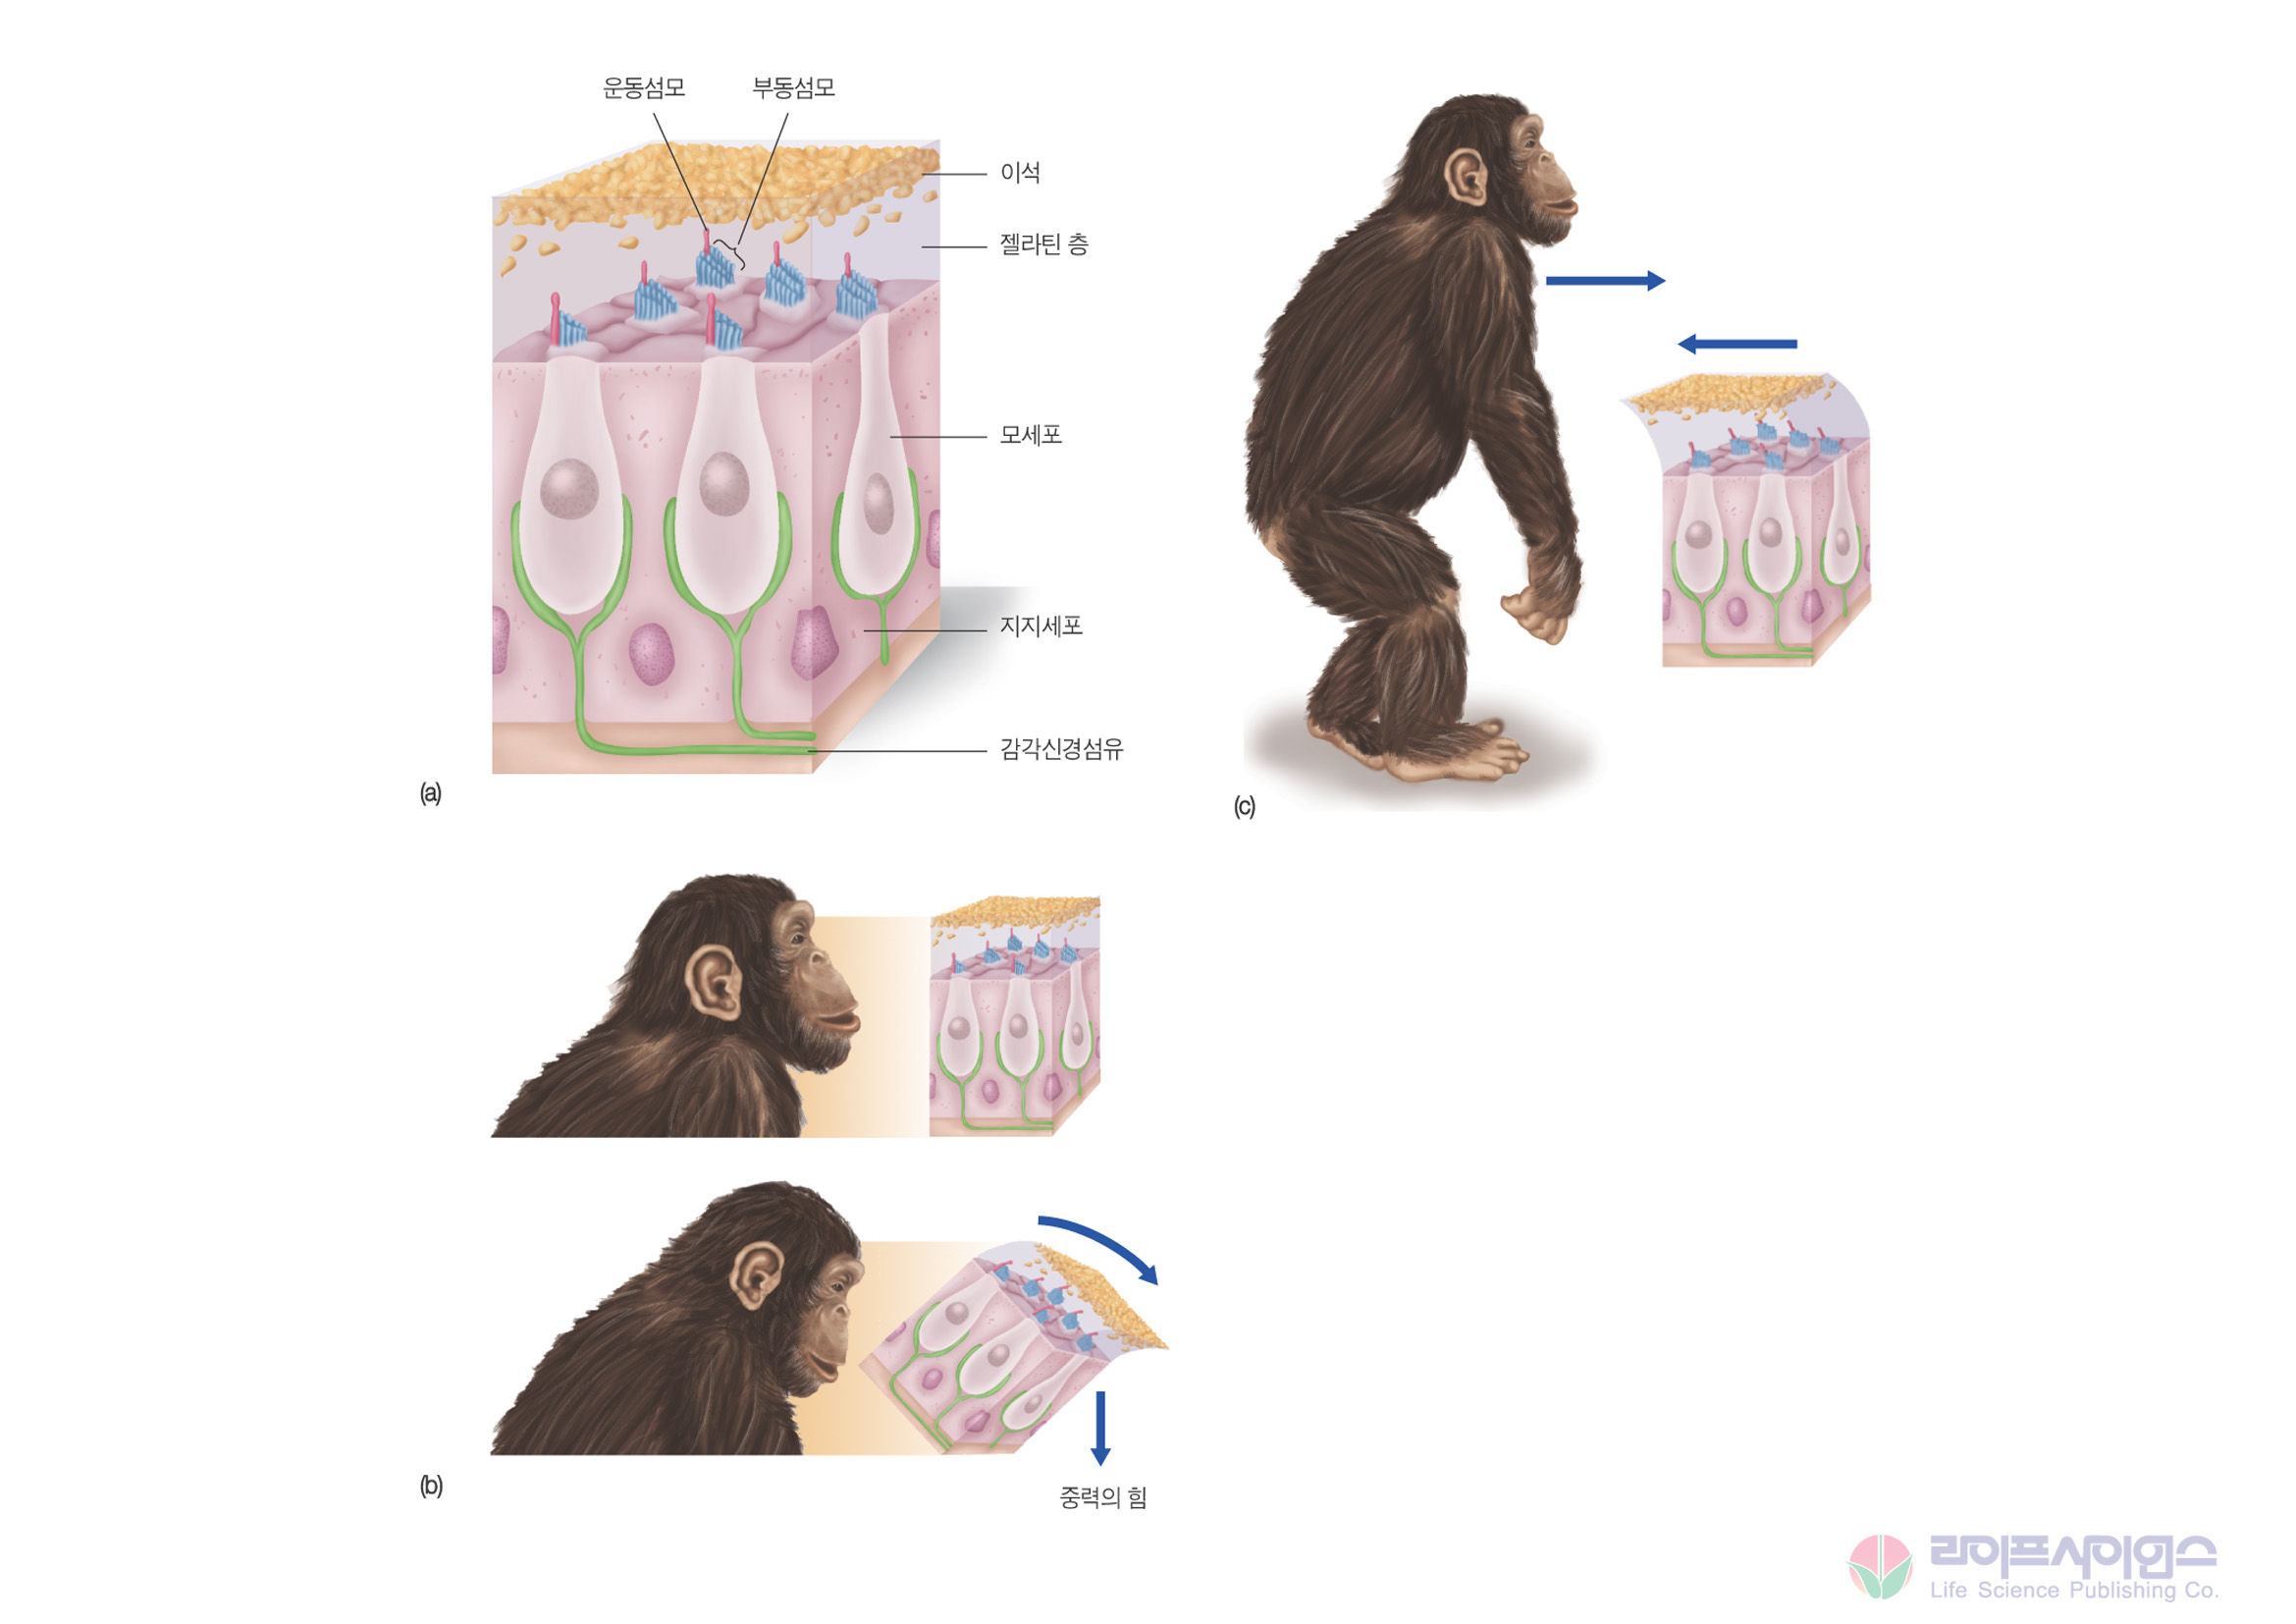 운동섬모
부동섬모
이석
젤라틴 층
모세포
지지세포
감각신경섬유
(a)
(c)
중력의 힘
(b)
라이프사이언스
Life Science Publishing Co.